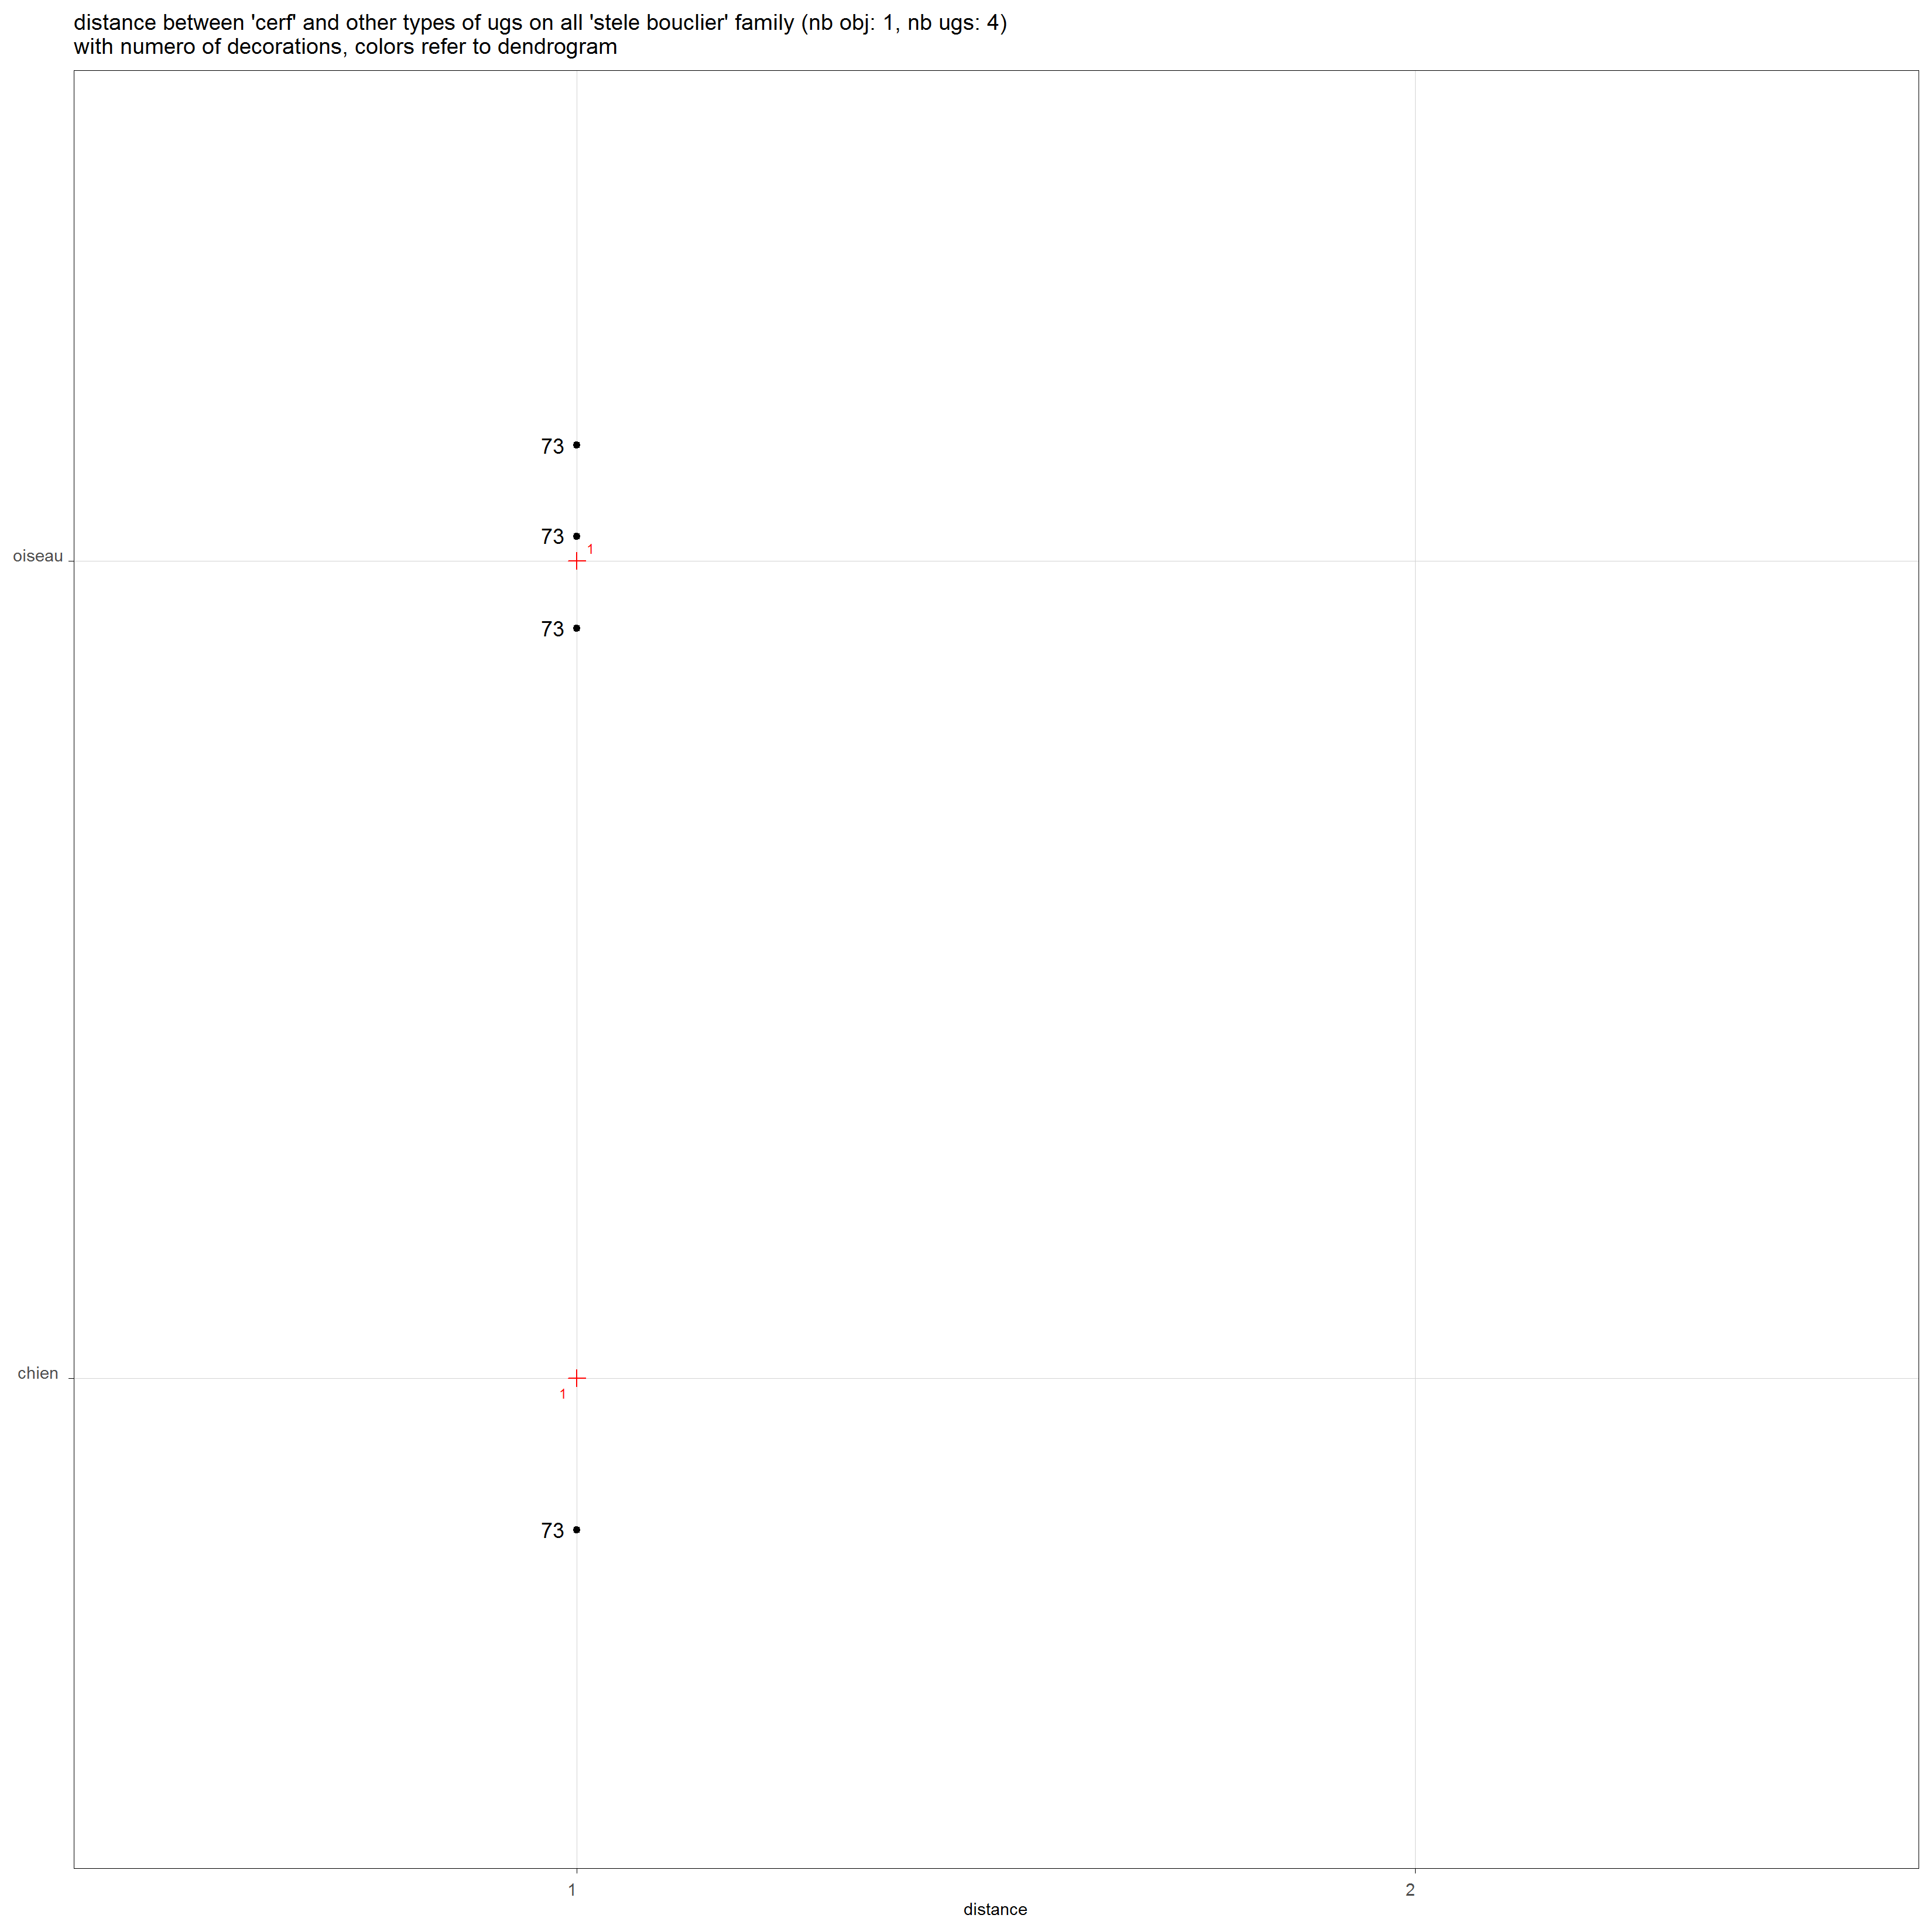 distance between 'cerf' and other types of ugs on all 'stele bouclier' family (nb obj: 1, nb ugs: 4)
with numero of decorations, colors refer to dendrogram
73
73
1
oiseau
73
chien
1
73
1
2
distance